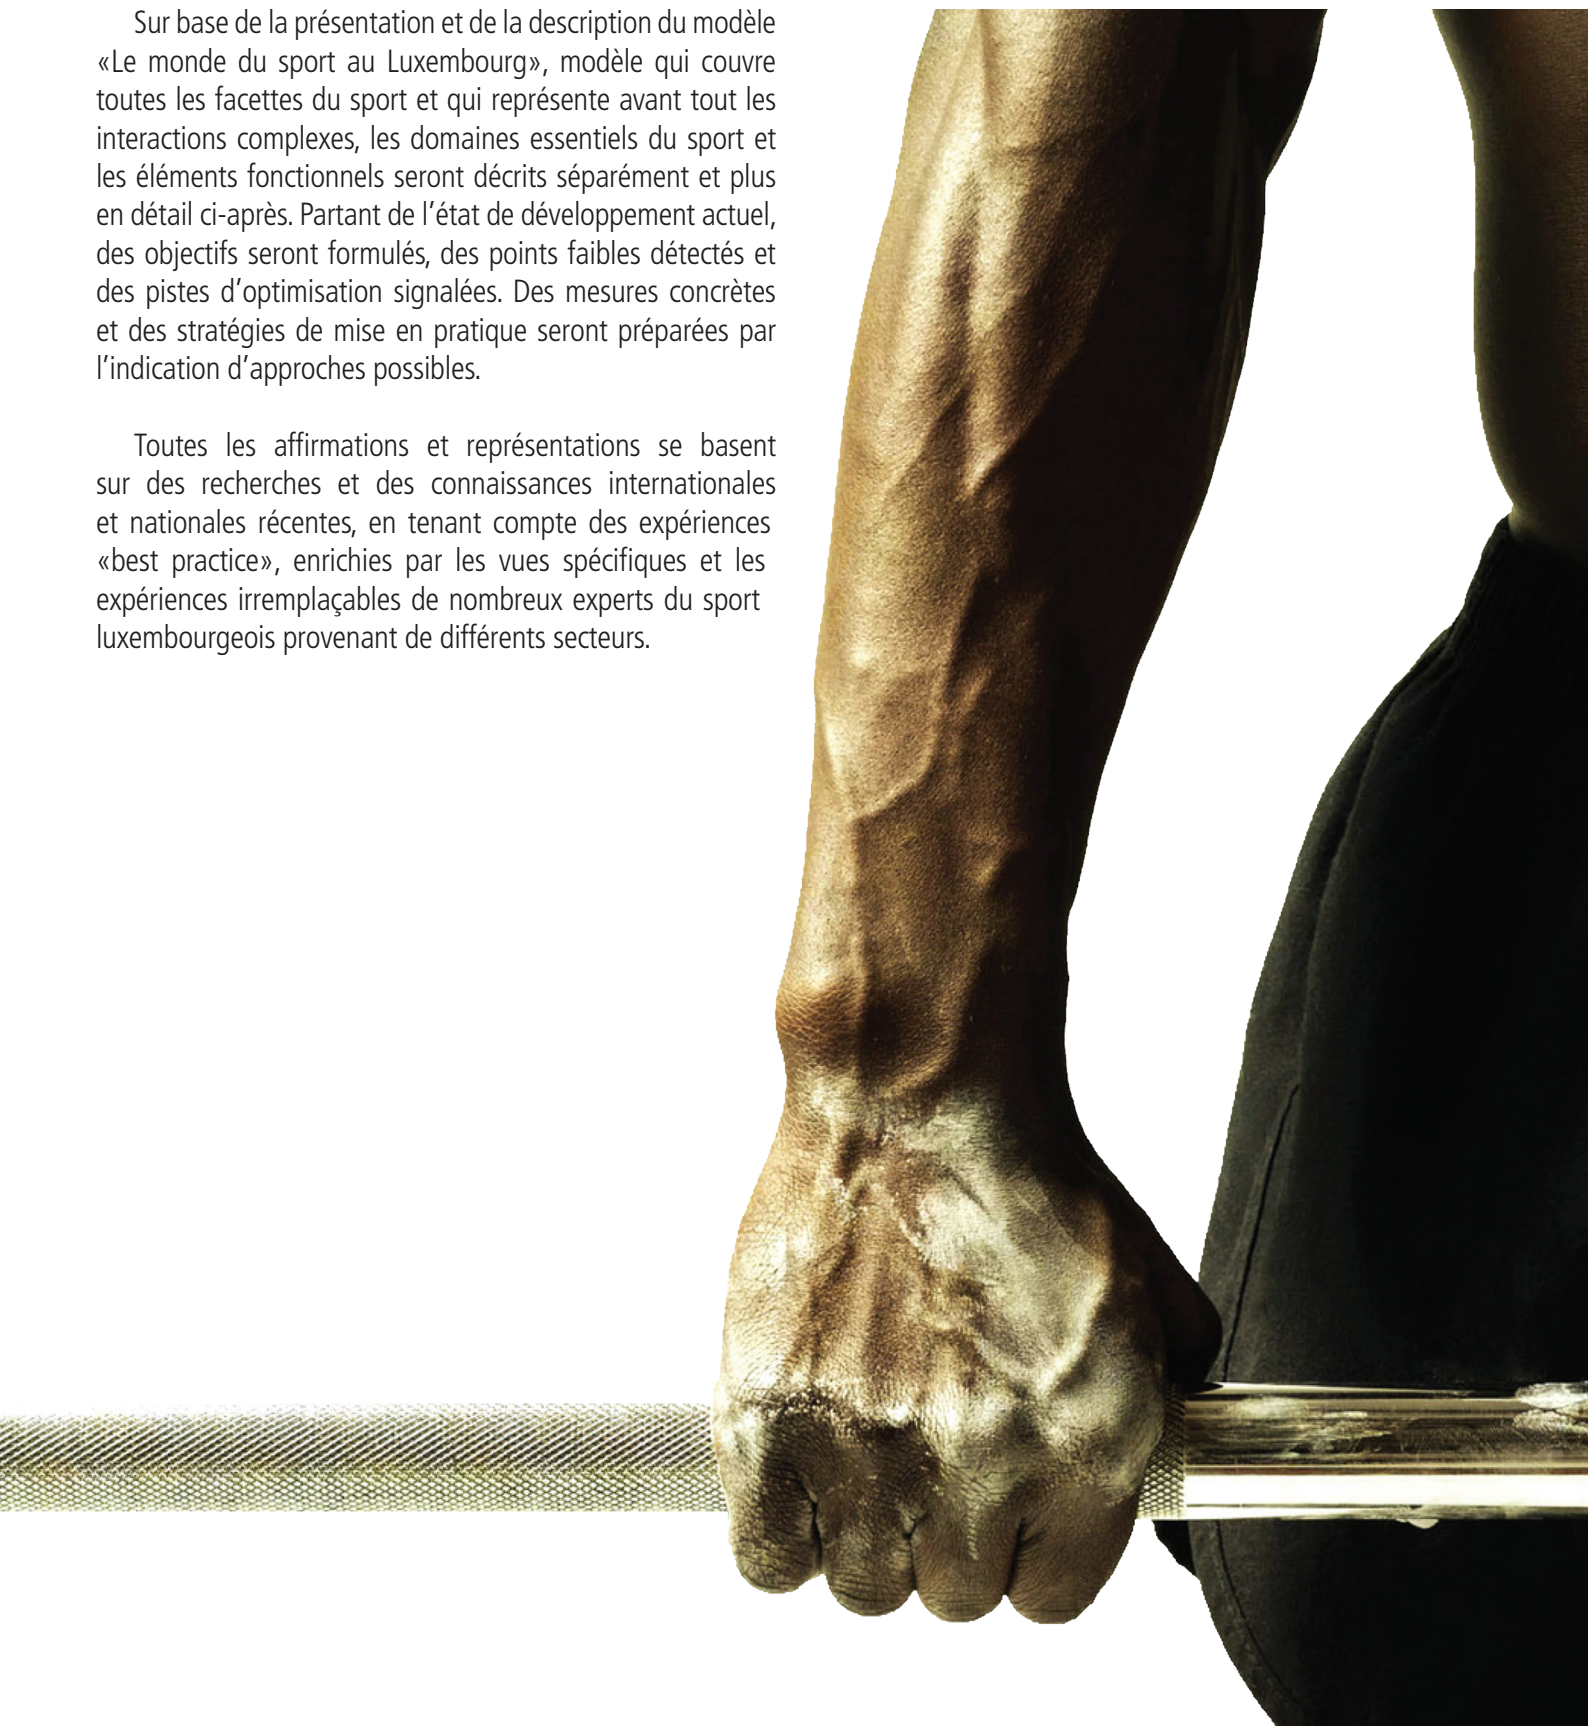 Sur base de la présentation et de la description du modèle
«Le monde du sport au Luxembourg», modèle qui couvre
toutes les facettes du sport et qui représente avant tout les
interactions complexes, les domaines essentiels du sport et
les éléments fonctionnels seront décrits séparément et plus
en détail ci-après. Partant de l’état de développement actuel,
des objectifs seront formulés, des points faibles détectés et
des pistes d’optimisation signalées. Des mesures concrètes
et des stratégies de mise en pratique seront préparées par
l’indication d’approches possibles.
Toutes les affirmations et représentations se basent
sur des recherches et des connaissances internationales
et nationales récentes, en tenant compte des expériences
«best practice», enrichies par les vues spécifiques et les
expériences irremplaçables de nombreux experts du sport
luxembourgeois provenant de différents secteurs.